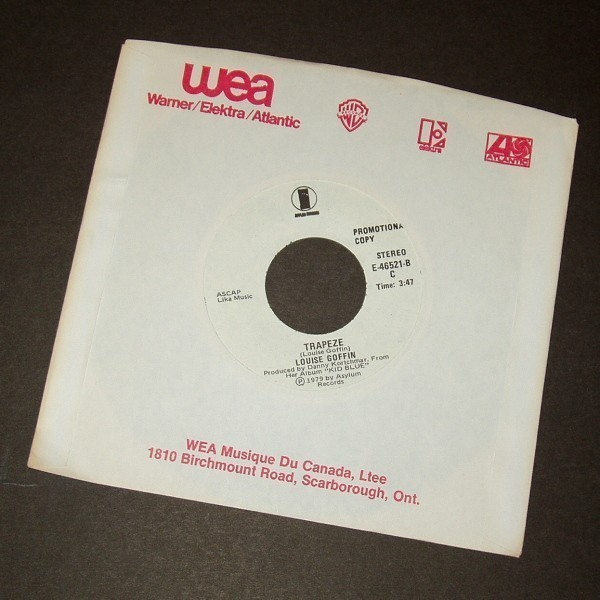 wea
Warner/Elektra/Atlantic
elektra
ATLANTIC
PROMOTIONA
COPY
STEREO
E-46521-B
C
Time: 3:47
ASCAP
Lika Music
TRAPEZE
(Louise Goffin)
LOUISE GOFFIN
Produced by Danny Kortchmar, From
Her Album "KID BLUE"
Ⓟ 1979 by Asylum
Records
WEA Musique Du Canada, Ltee
1810 Birchmount Road, Scarborough, Ont.